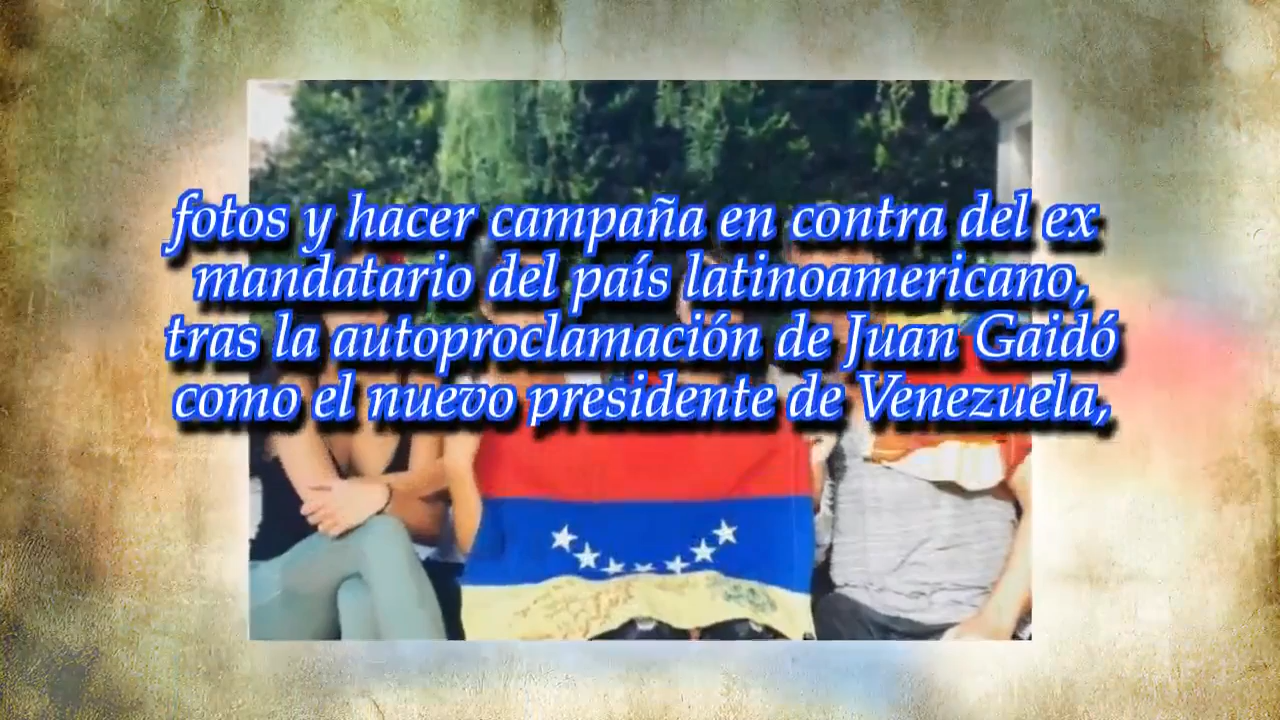 fotos y hacer campaña en contra del ex
mandatario del país latinoamericano,
tras la autoproclamación de Juan Gaidó
como el nuevo presidente de Venezuela,